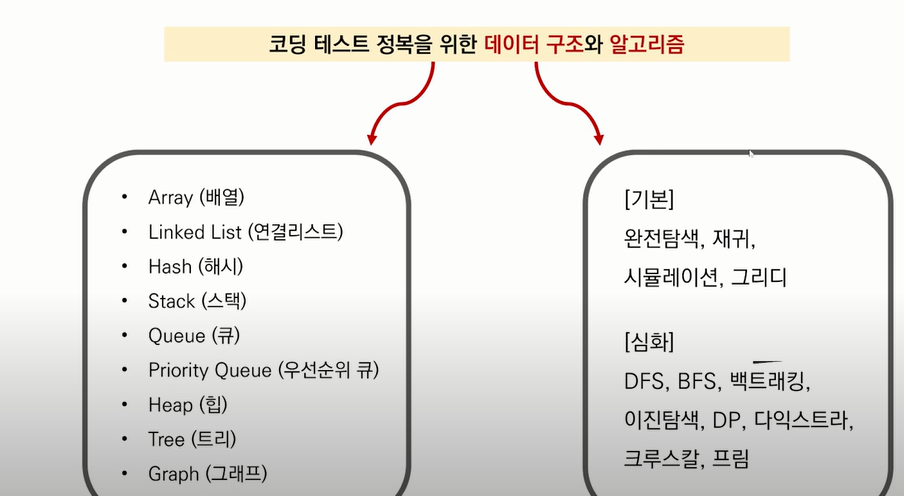 코딩 테스트 정복을 위한 데이터 구조와 알고리즘
• Array (배열)
• Linked List (연결리스트)
• Hash (해시)
• Stack (스택)
• Queue (큐)
• Priority Queue (우선순위 큐)
• Heap (힙)
• Tree (트리)
• Graph (그래프)
[기본]
완전탐색, 재귀,
시뮬레이션, 그리디
[심화]
DFS, BFS, 백트래킹,
이진탐색, DP, 다익스트라,
크루스칼, 프림